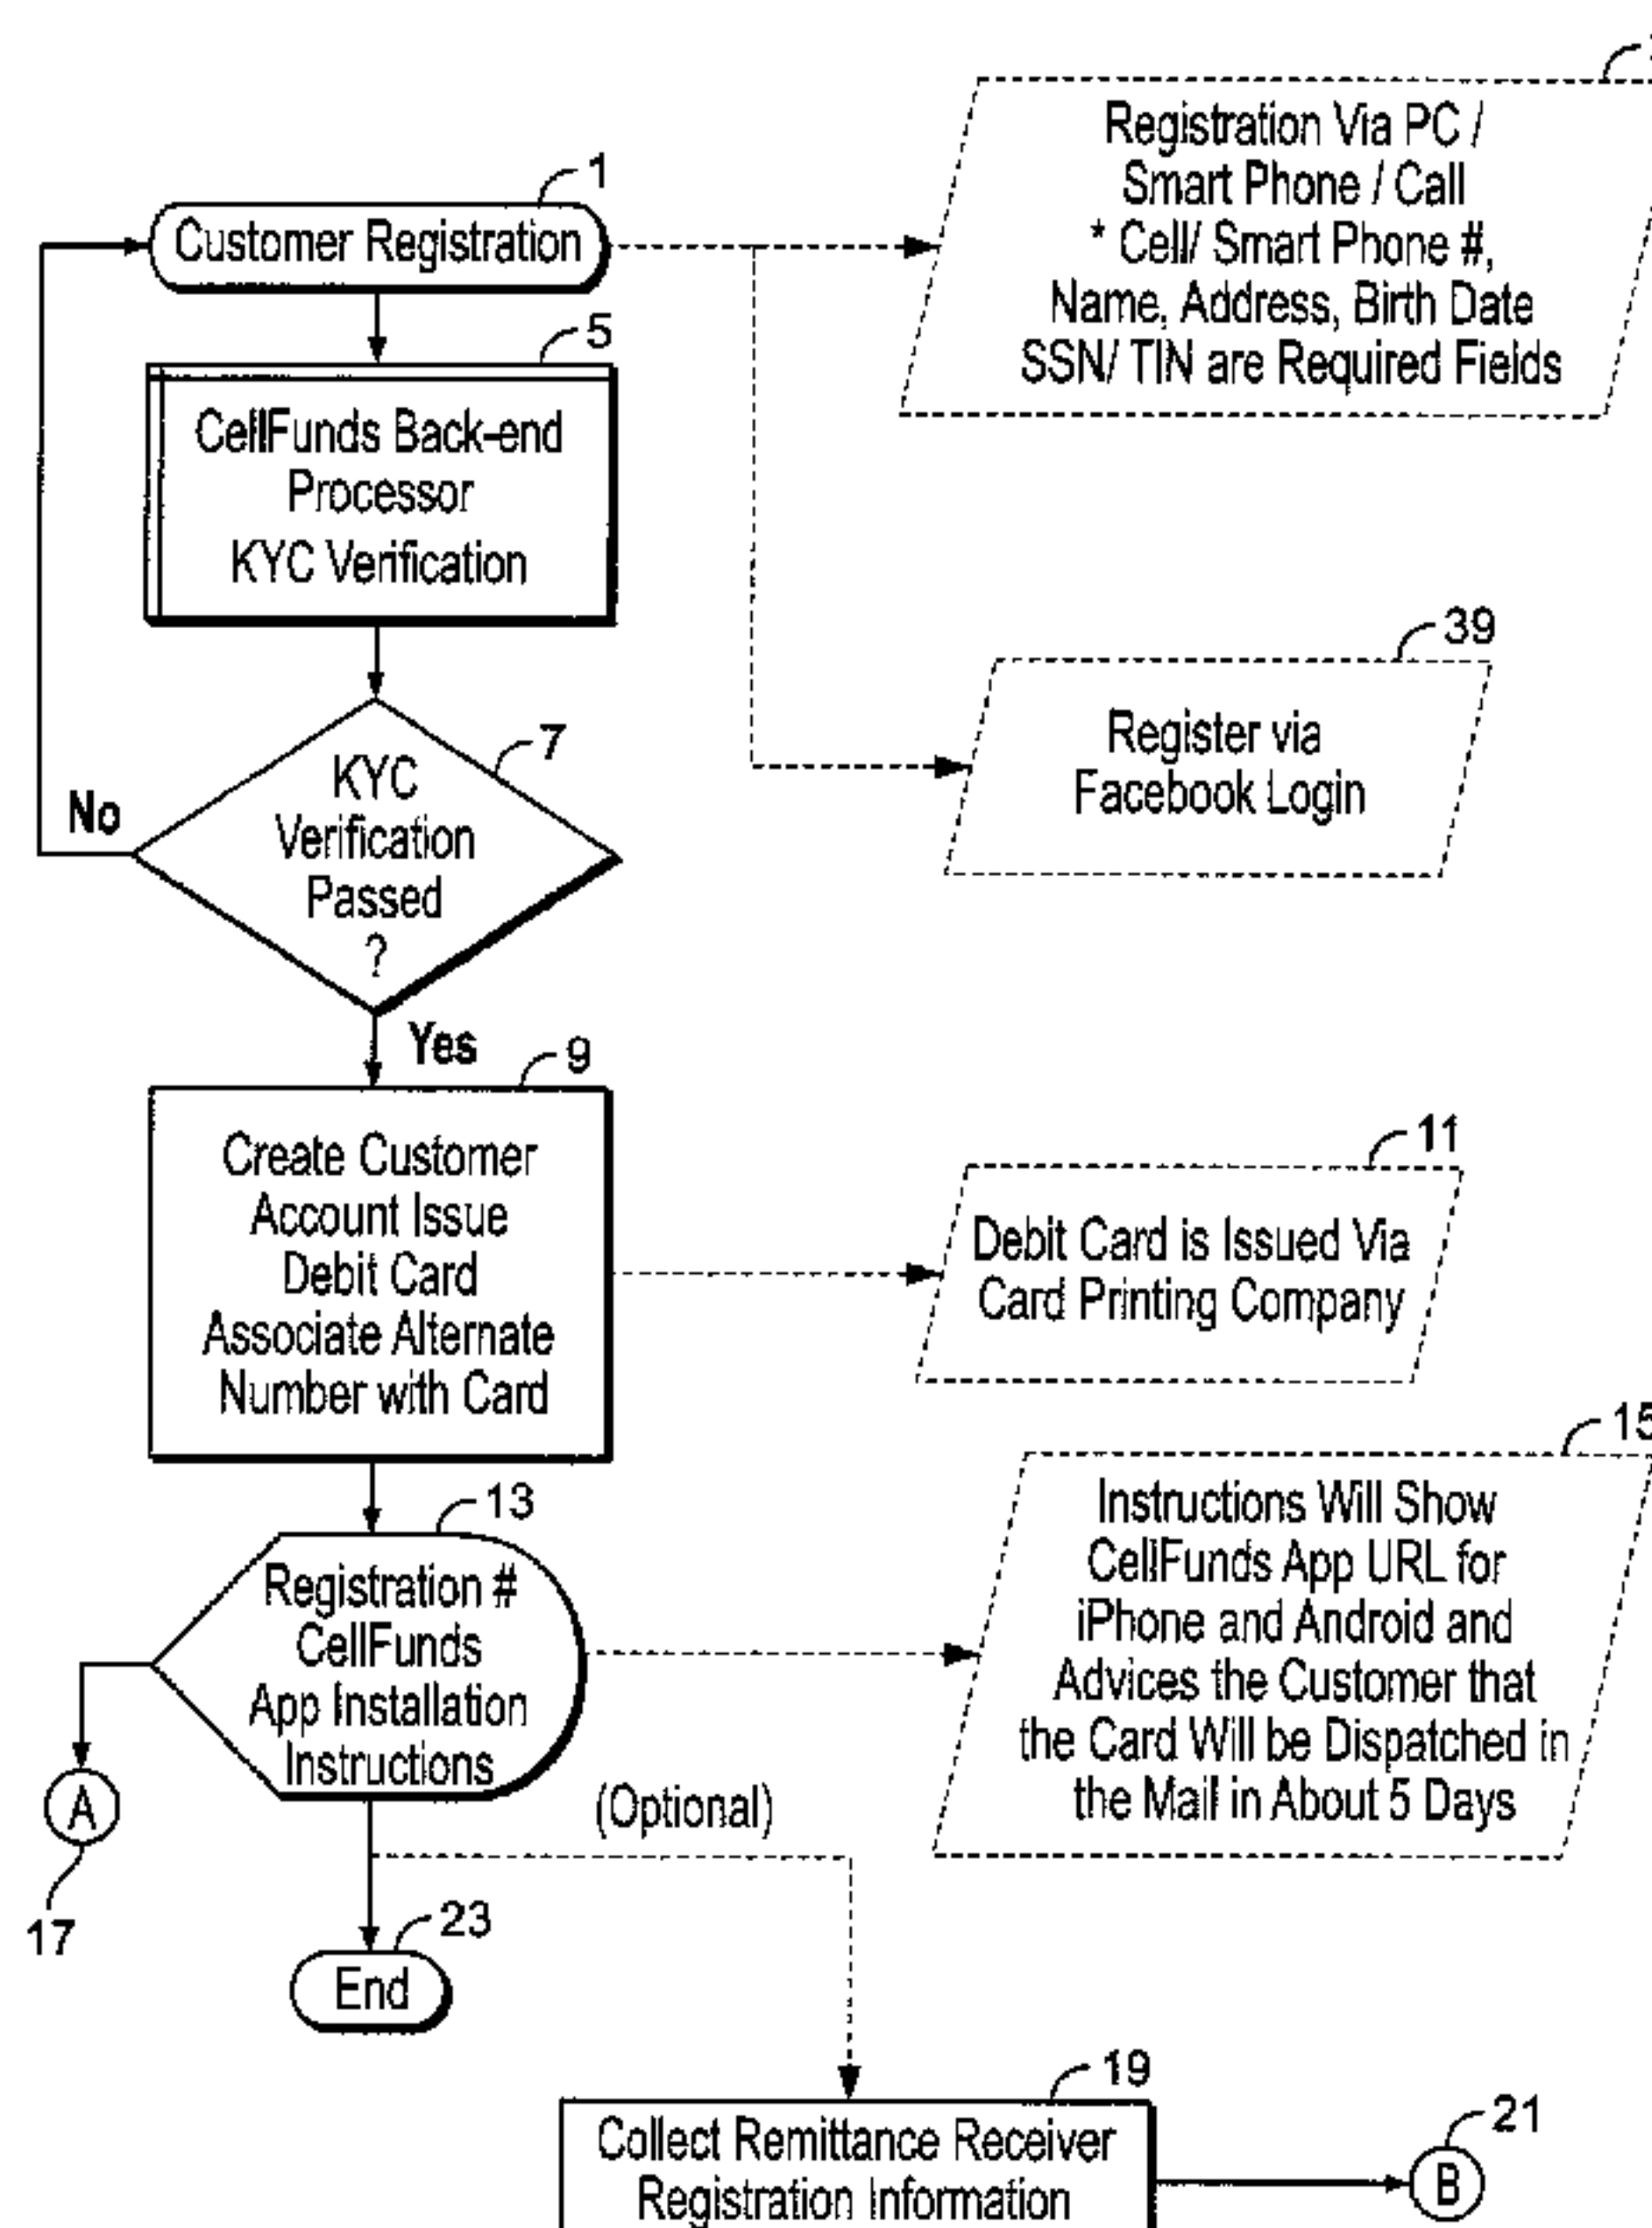 1
Customer Registration
Registration Via PC /
Smart Phone / Call
* Cell/ Smart Phone #,
Name, Address, Birth Date
SSN/ TIN are Required Fields
5
CellFunds Back-end
Processor
KYC Verification
39
Register via
Facebook Login
7
KYC
Verification
Passed
?
No
Yes
9
Create Customer
Account Issue
Debit Card
Associate Alternate
Number with Card
11
Debit Card is Issued Via
Card Printing Company
13
Registration #
CellFunds
App Installation
Instructions
15
Instructions Will Show
CellFunds App URL for
iPhone and Android and
Advices the Customer that
the Card Will be Dispatched in
the Mail in About 5 Days
A
17
(Optional)
23
End
19
Collect Remittance Receiver
Registration Information
21
B